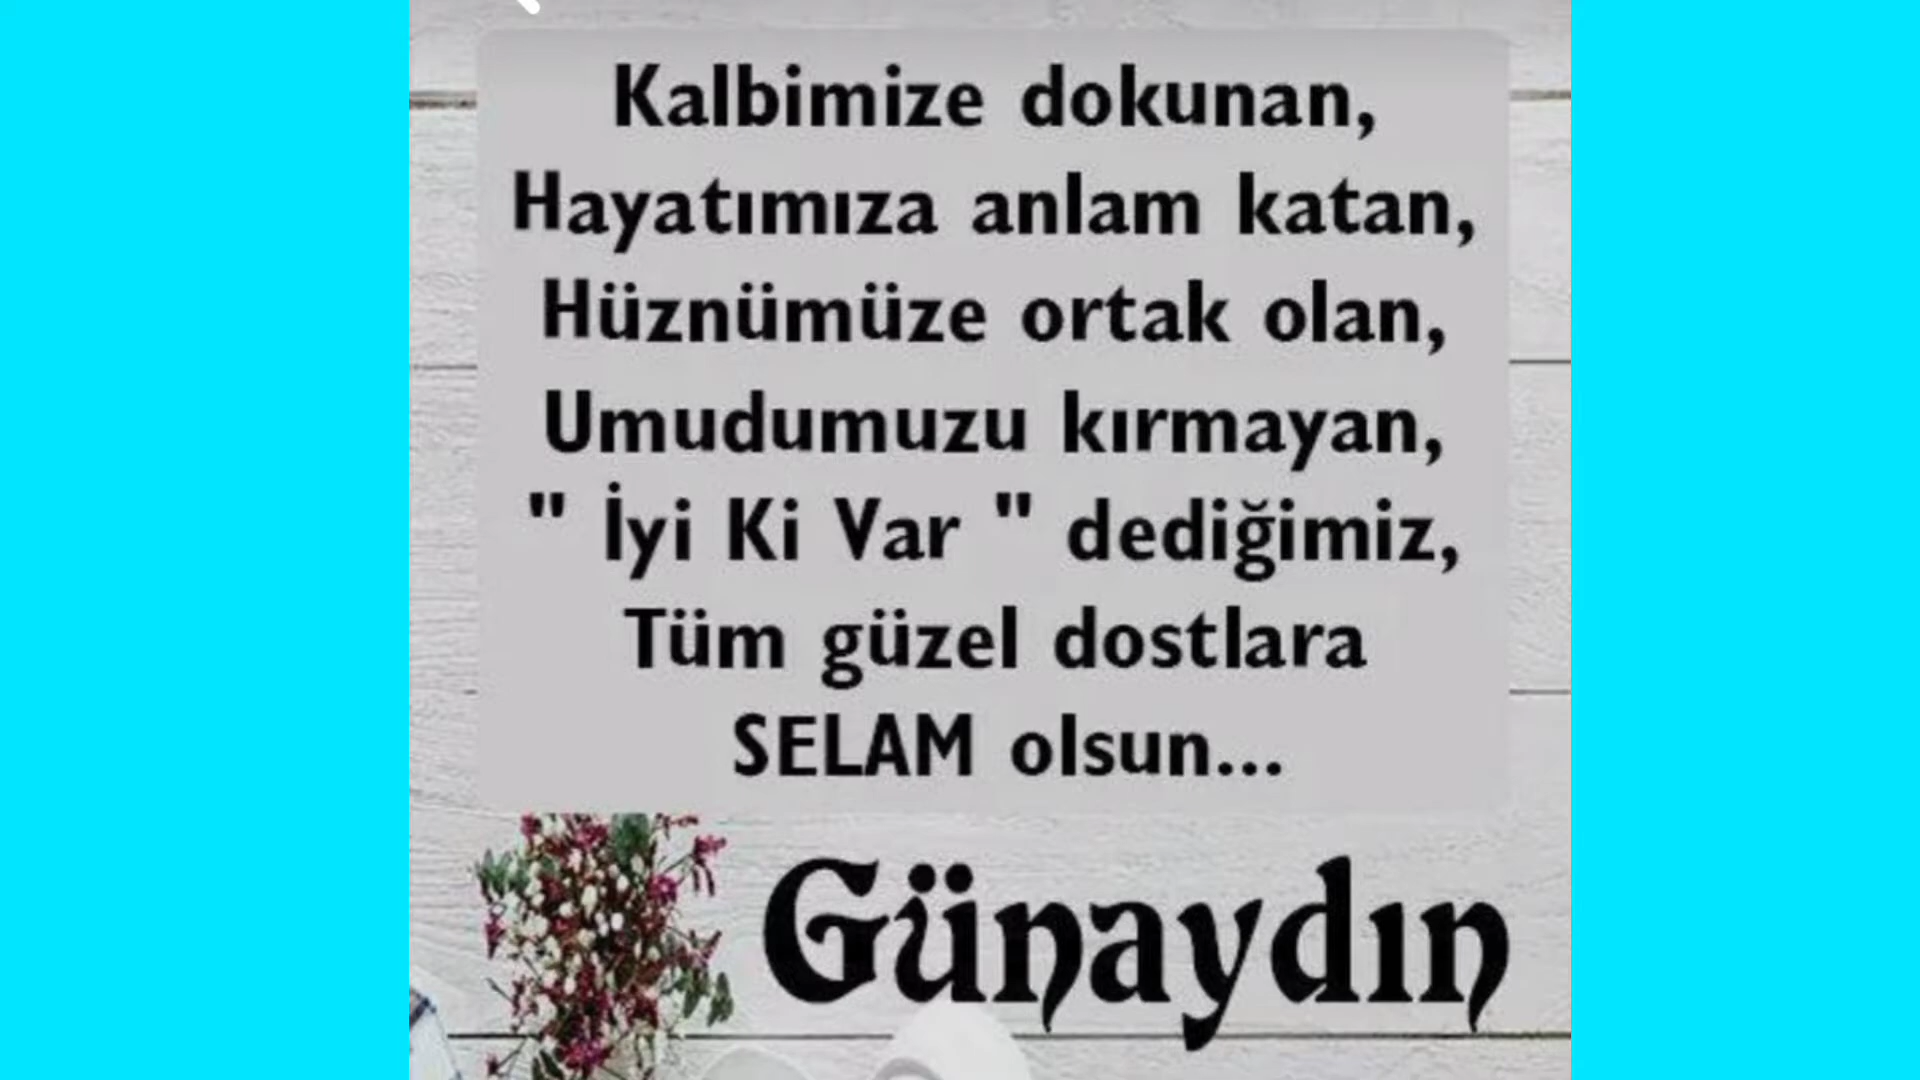 Kalbimize dokunan,
Hayatımıza anlam katan,
Hüznümüze ortak olan,
Umudumuzu kırmayan,
" İyi Ki Var " dediğimiz,
Tüm güzel dostlara
SELAM olsun...
Günaydın